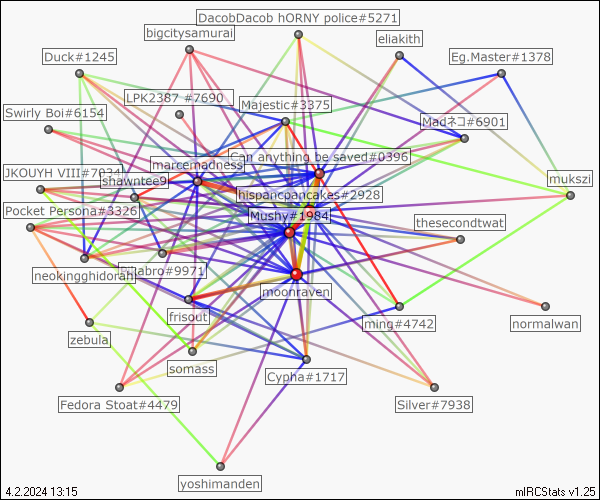 DacobDacob hORNY police#5271
bigcitysamurai
eliakith
Duck#1245
Eg.Master#1378
LPK2387 #7690
Majestic#3375
Swirly Boi#6154
Madネコ#6901
marcemadness
Can anything be saved#0396
JKOUYH VIII#7034
shawntee9
mukszi
hispancpancakes#2928
Pocket Persona#3326
Mushy#1984
thesecondtwat
neokingghidorah
#9971
moonraven
frisout
ming#4742
normalwan
zebula
somass
Cypha#1717
Fedora Stoat#4479
Silver#7938
yoshimanden
4.2.2024 13:15
mIRCStats v1.25